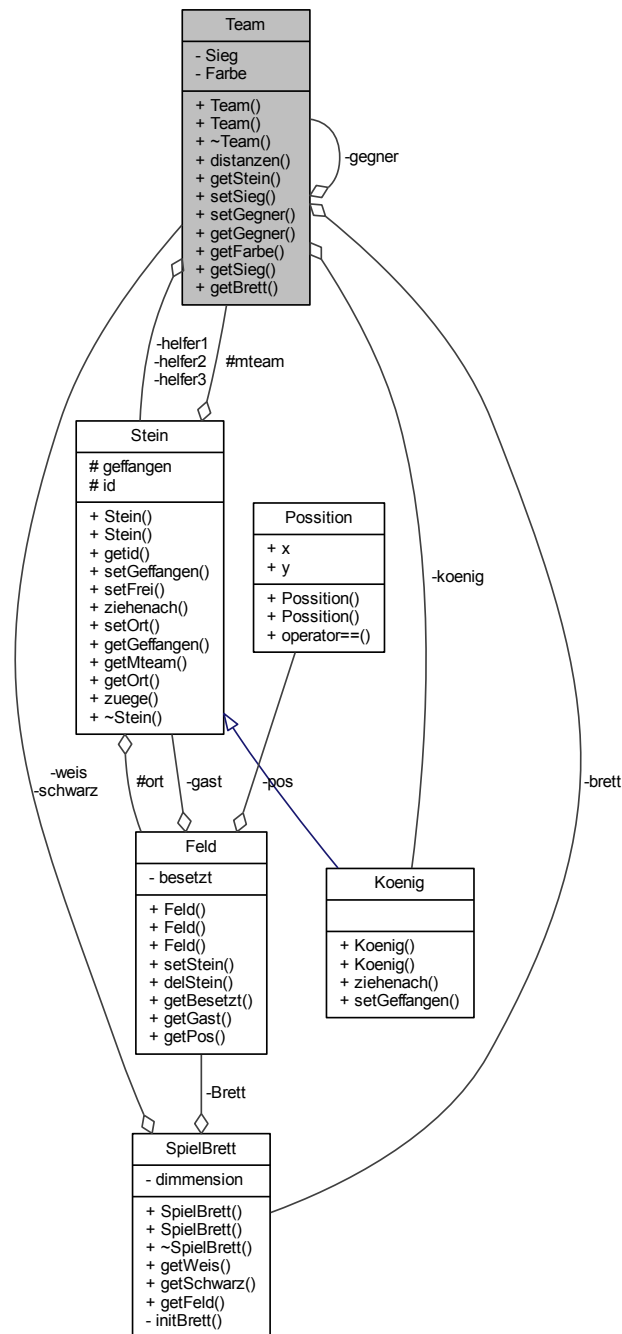 Team
- Sieg
- Farbe
+ Team()
+ Team()
+ ~Team()
+ distanzen()
+ getStein()
+ setSieg()
+ setGegner()
+ getGegner()
+ getFarbe()
+ getSieg()
+ getBrett()
-gegner
-helfer1
-helfer2
-helfer3
#mteam
Stein
# geffangen
# id
+ Stein()
+ Stein()
+ getid()
+ setGeffangen()
+ setFrei()
+ ziehenach()
+ setOrt()
+ getGeffangen()
+ getMteam()
+ getOrt()
+ zuege()
+ ~Stein()
Possition
+ x
+ y
+ Possition()
+ Possition()
+ operator==()
-koenig
-weis
-schwarz
#ort
-gast
-pos
-brett
Feld
- besetzt
+ Feld()
+ Feld()
+ Feld()
+ setStein()
+ delStein()
+ getBesetzt()
+ getGast()
+ getPos()
Koenig
+ Koenig()
+ Koenig()
+ ziehenach()
+ setGeffangen()
-Brett
SpielBrett
- dimmension
+ SpielBrett()
+ SpielBrett()
+ ~SpielBrett()
+ getWeis()
+ getSchwarz()
+ getFeld()
- initBrett()